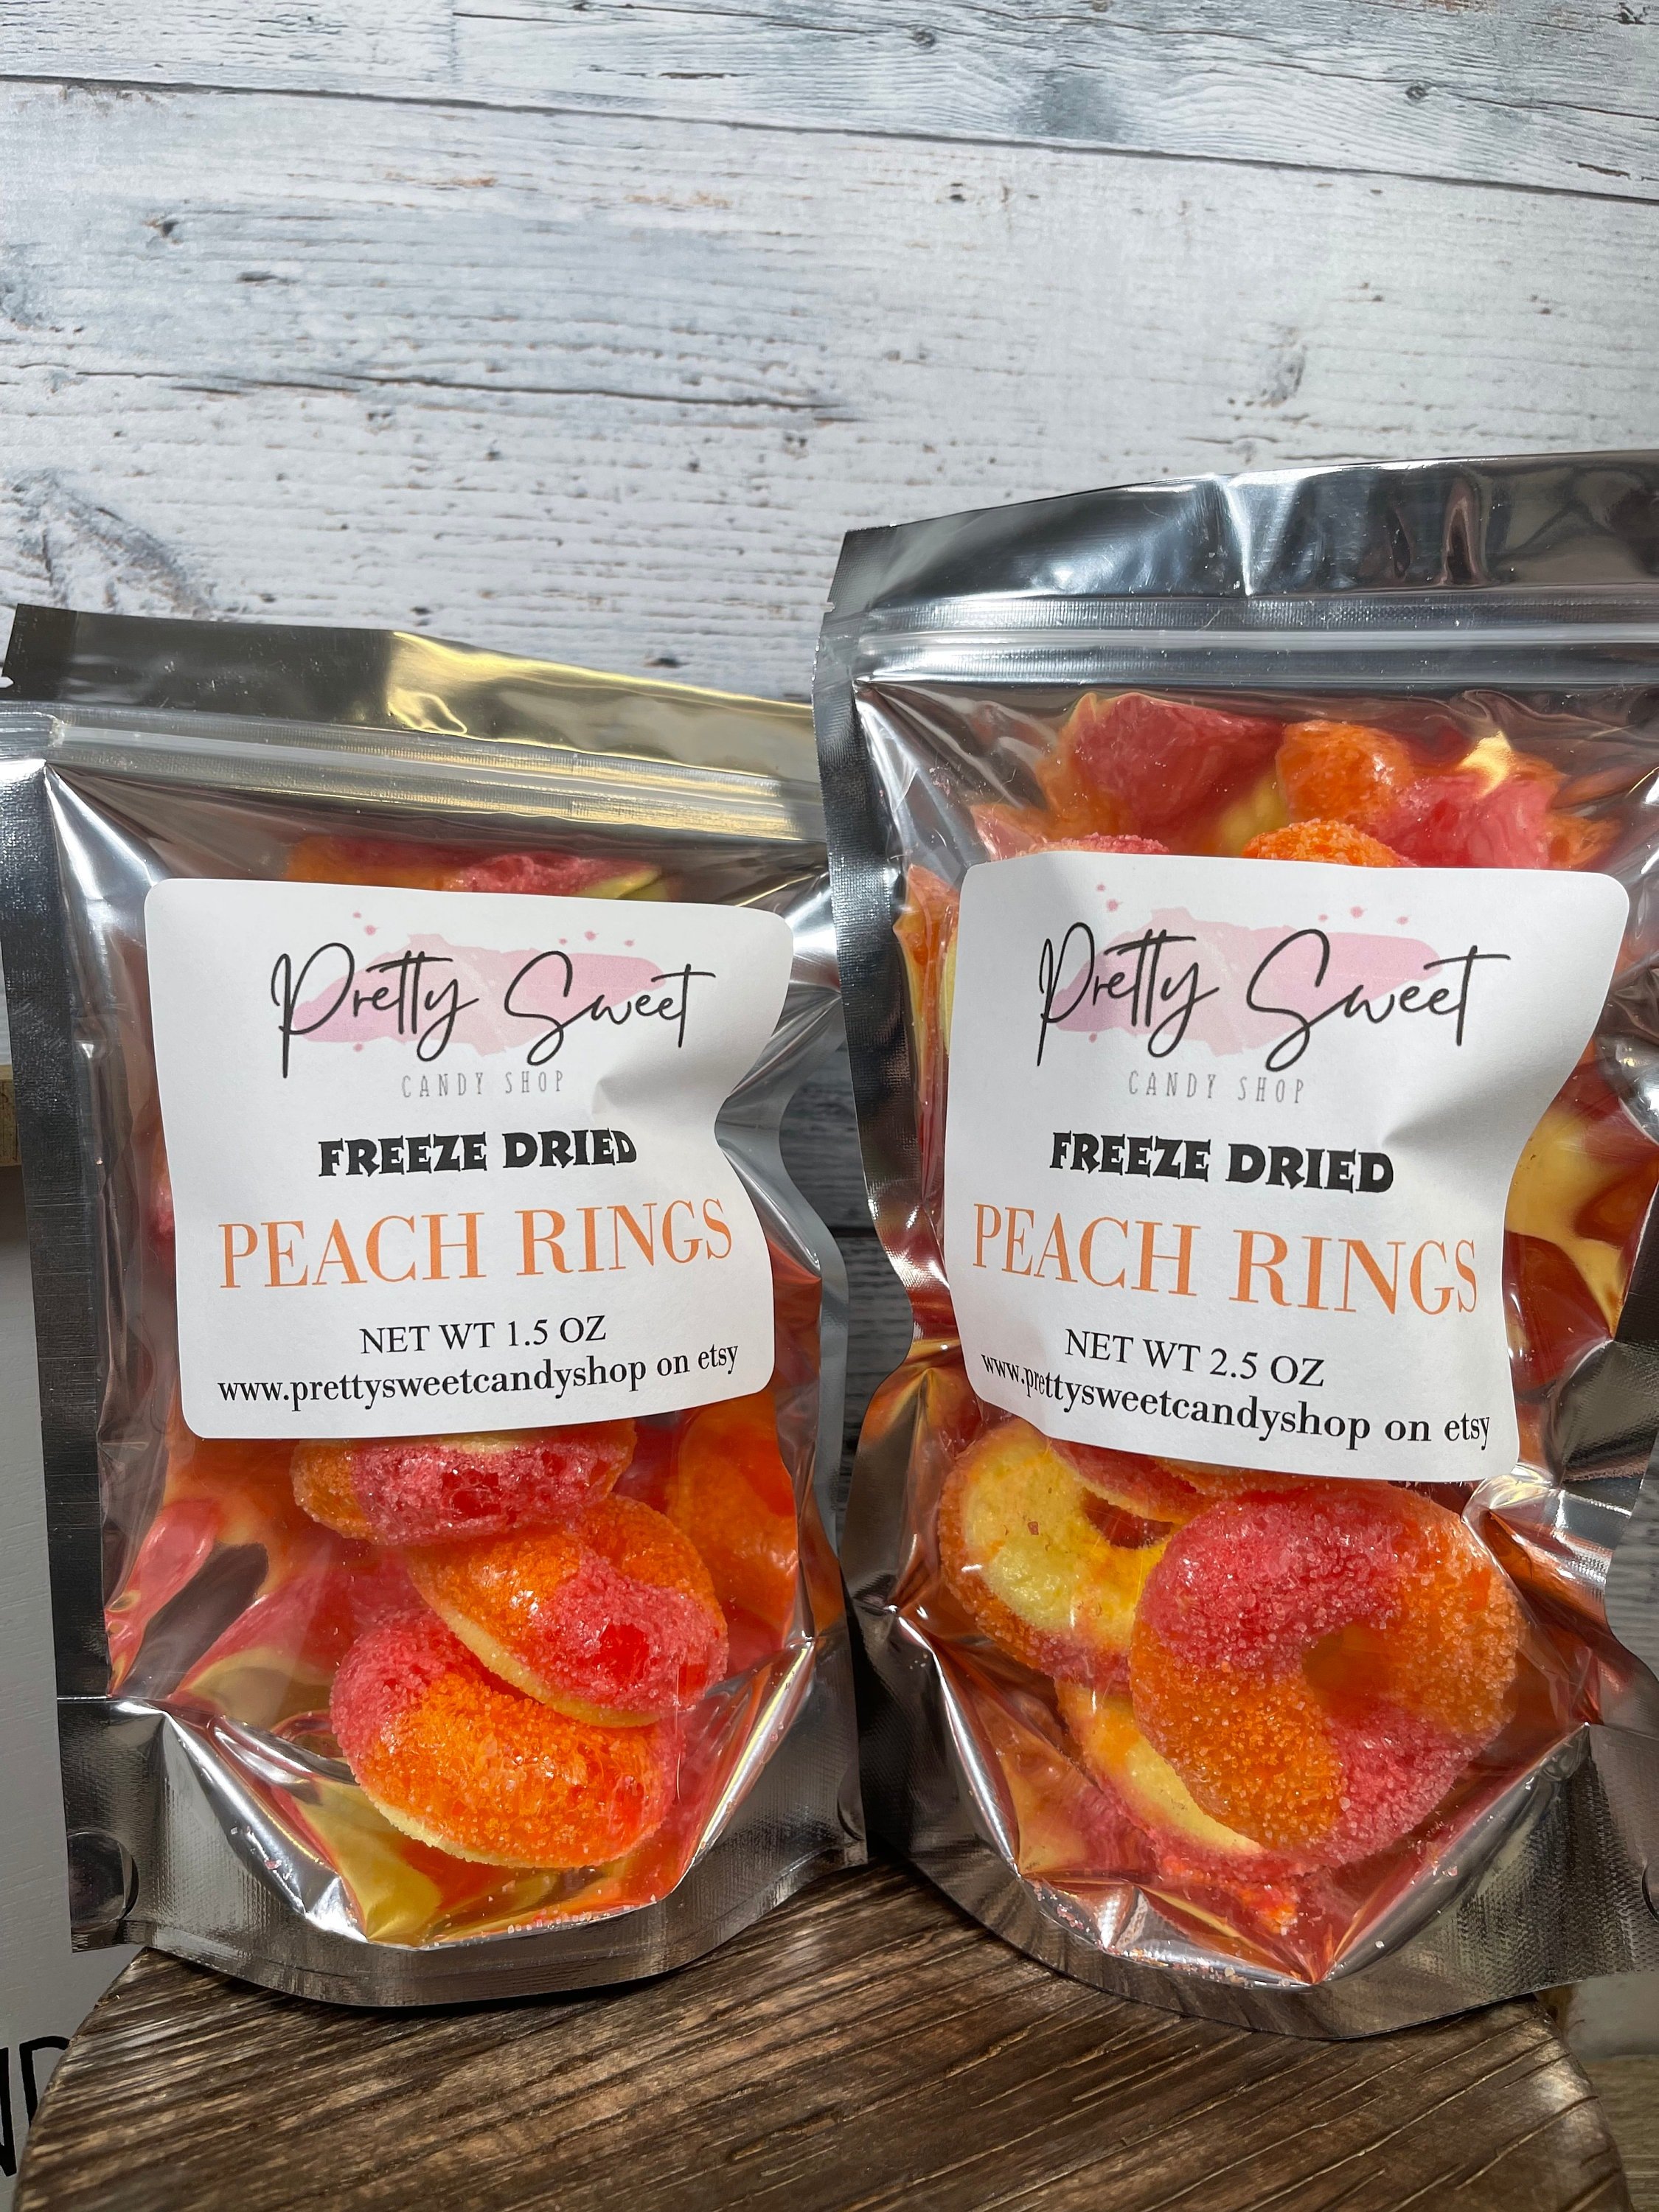 Pretty Sweet
CANDY SHOP
FREEZE DRIED
PEACH RINGS
NET WT 1.5 OZ
www.prettysweetcandyshop on etsy
Pretty Sweet
CANDY SHOP
FREEZE DRIED
PEACH RINGS
NET WT 2.5 OZ
www.prettysweetcandyshop on etsy